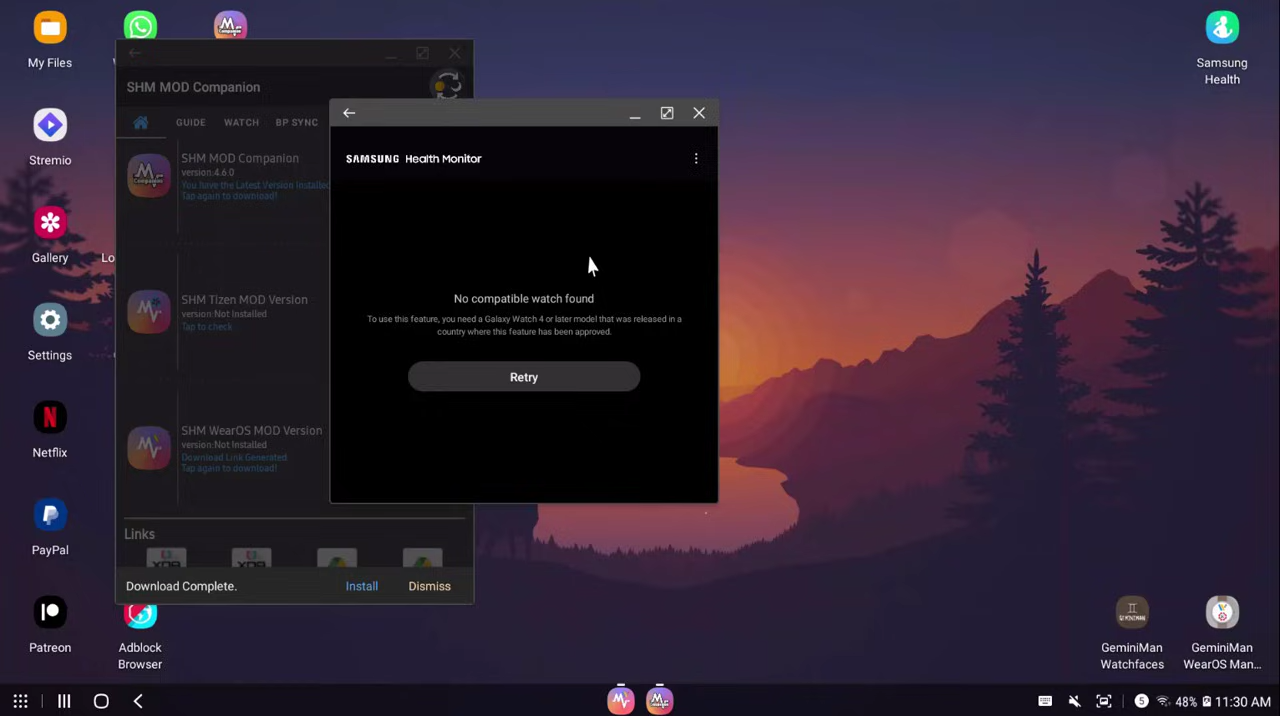 My Files
Stremio
Gallery
Lo
Settings
Netflix
PayPal
Patreon
Adblock
Browser
Samsung
Health
GeminiMan
Watchfaces
GeminiMan
WearOS Man...
SHM MOD Companion
GUIDE WATCH BP SYNC
SHM MOD Companion
version:4.6.0
You have the Latest Version Installed
Tap again to download!
SHM Tizen MOD Version
version:Not Installed
Tap to check
SHM WearOS MOD Version
version:Not Installed
Download Link Generated
Tap again to download!
Links
Download Complete. Install Dismiss
SAMSUNG Health Monitor
No compatible watch found
To use this feature, you need a Galaxy Watch 4 or later model that was released in a
country where this feature has been approved.
Retry
5 48% 11:30 AM